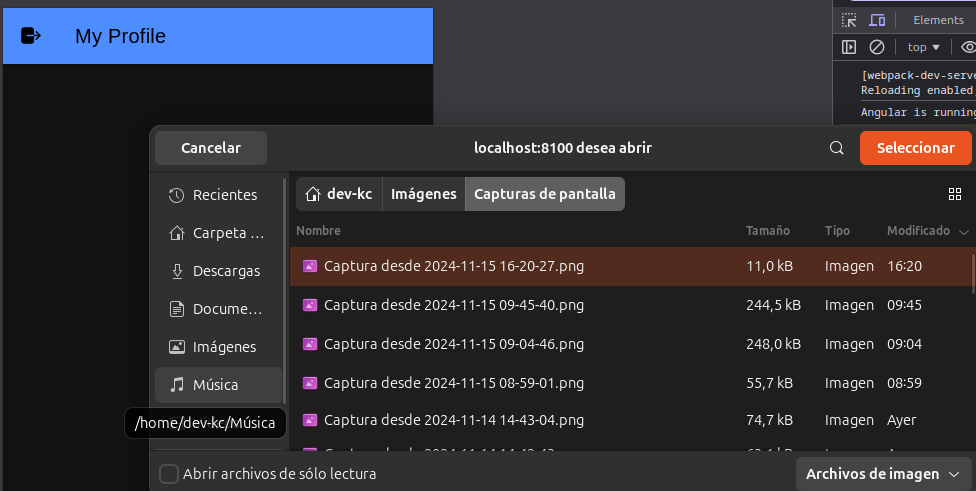 My Profile
Elements
top
[webpack-dev-serve
Reloading enabled
Angular is running
Cancelar
localhost:8100 desea abrir
Seleccionar
Recientes
Carpeta ...
Descargas
Docume...
Imágenes
Música
/home/dev-kc/Música
dev-kc
Imágenes
Capturas de pantalla
Nombre Tamaño Tipo Modificado
Captura desde 2024-11-15 16-20-27.png 11,0 kB Imagen 16:20
Captura desde 2024-11-15 09-45-40.png 244,5 kB Imagen 09:45
Captura desde 2024-11-15 09-04-46.png 248,0 kB Imagen 09:04
Captura desde 2024-11-15 08-59-01.png 55,7 kB Imagen 08:59
Captura desde 2024-11-14 14-43-04.png 74,7 kB Imagen Ayer
Abrir archivos de sólo lectura
Archivos de imagen